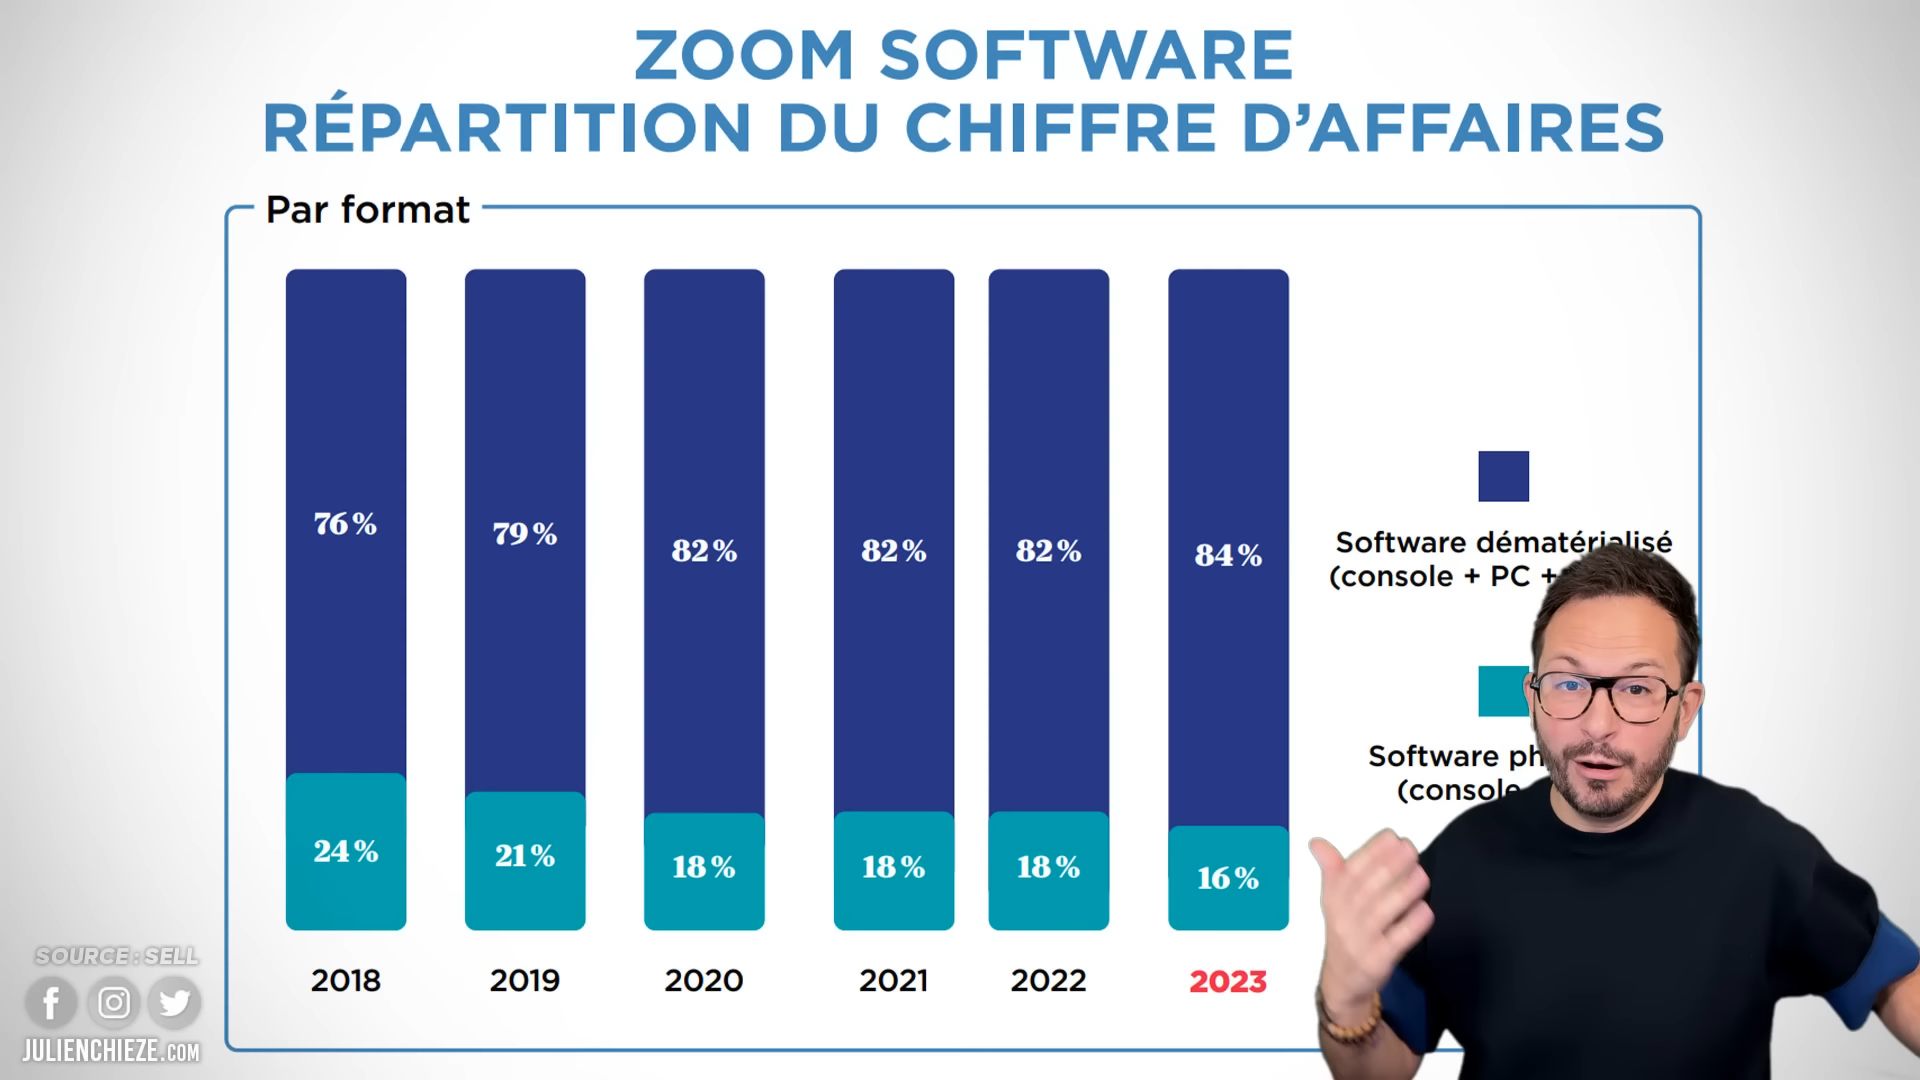 ZOOM SOFTWARE
RÉPARTITION DU CHIFFRE D’AFFAIRES
Par format
76 %
79 %
82 %
82 %
82 %
84 %
24 %
21 %
18 %
18 %
18 %
16 %
2018
2019
2020
2021
2022
2023
Software dématérialisé
(console + PC +
Software
(console
SOURCE : SELL
JULIENCHIEZE.COM